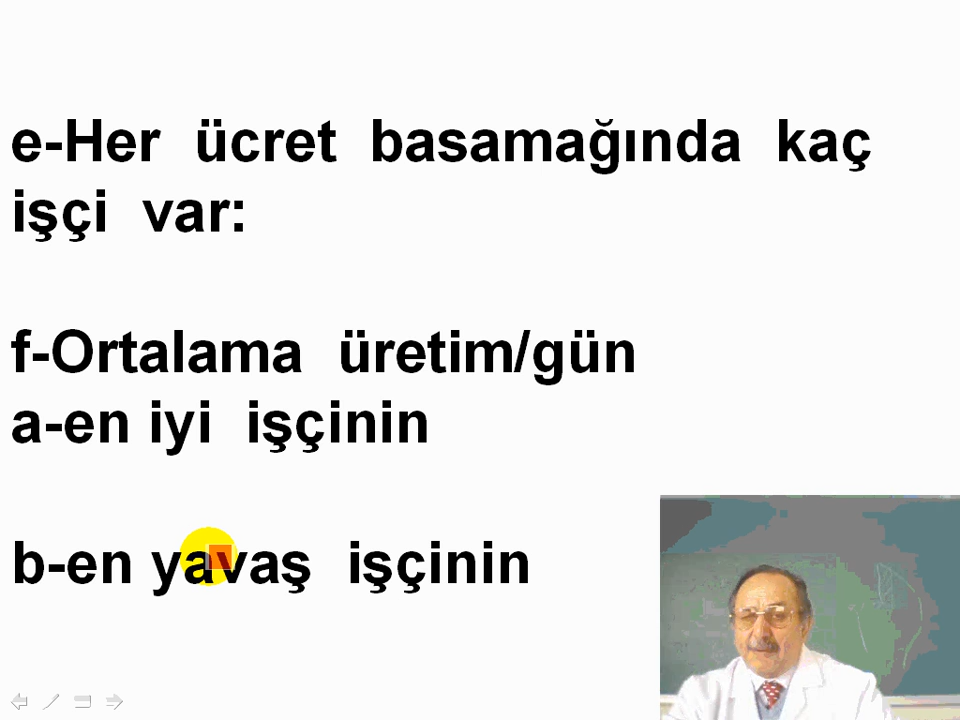 e-Her ücret basamağında kaç
işçi var:
f-Ortalama üretim/gün
a-en iyi işçinin
b-en yavaş işçinin